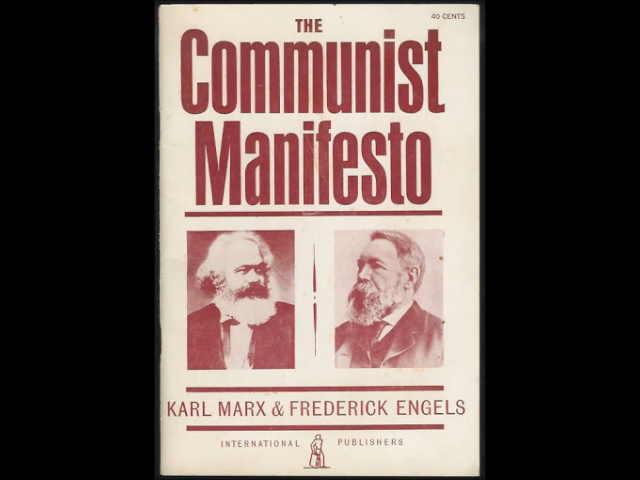 THE
40 CENTS
Communist
Manifesto
KARL MARX & FREDERICK ENGELS
INTERNATIONAL PUBLISHERS